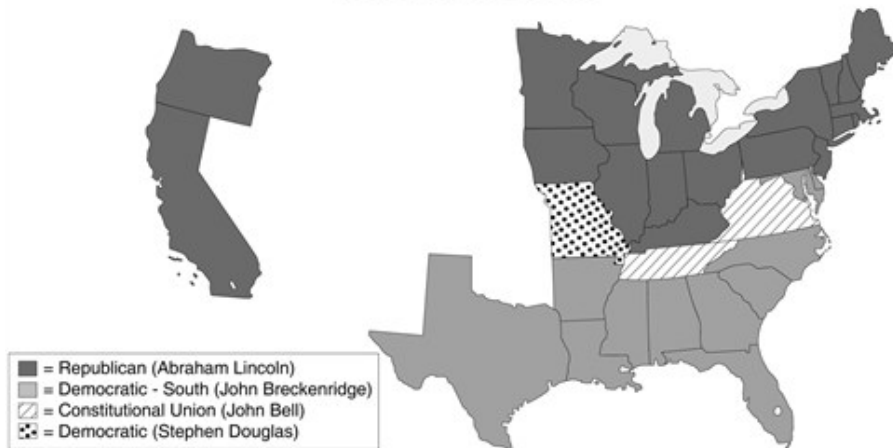 = Republican (Abraham Lincoln)
= Democratic - South (John Breckenridge)
= Constitutional Union (John Bell)
= Democratic (Stephen Douglas)